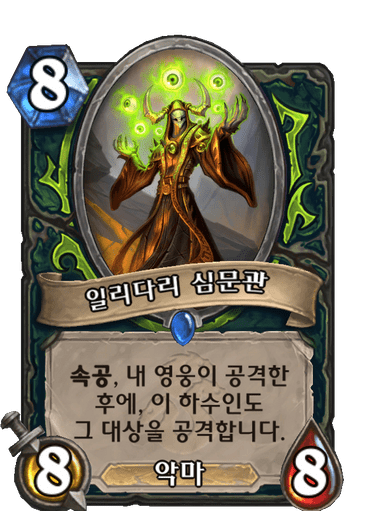 8
일리다리 심문관
속공, 내 영웅이 공격한
후에, 이 하수인도
그 대상을 공격합니다.
8
악마
8